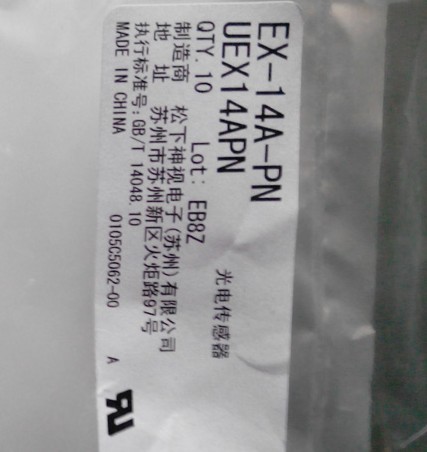 EX-14A-PN
UEX14APN
光电传感器
QTY. 10 Lot: EB8Z
制造商 松下神视电子(苏州)有限公司
地 址 苏州市苏州新区火炬路97号
执行标准号:GB/T 14048.10
MADE IN CHINA 0105C5062-00 A